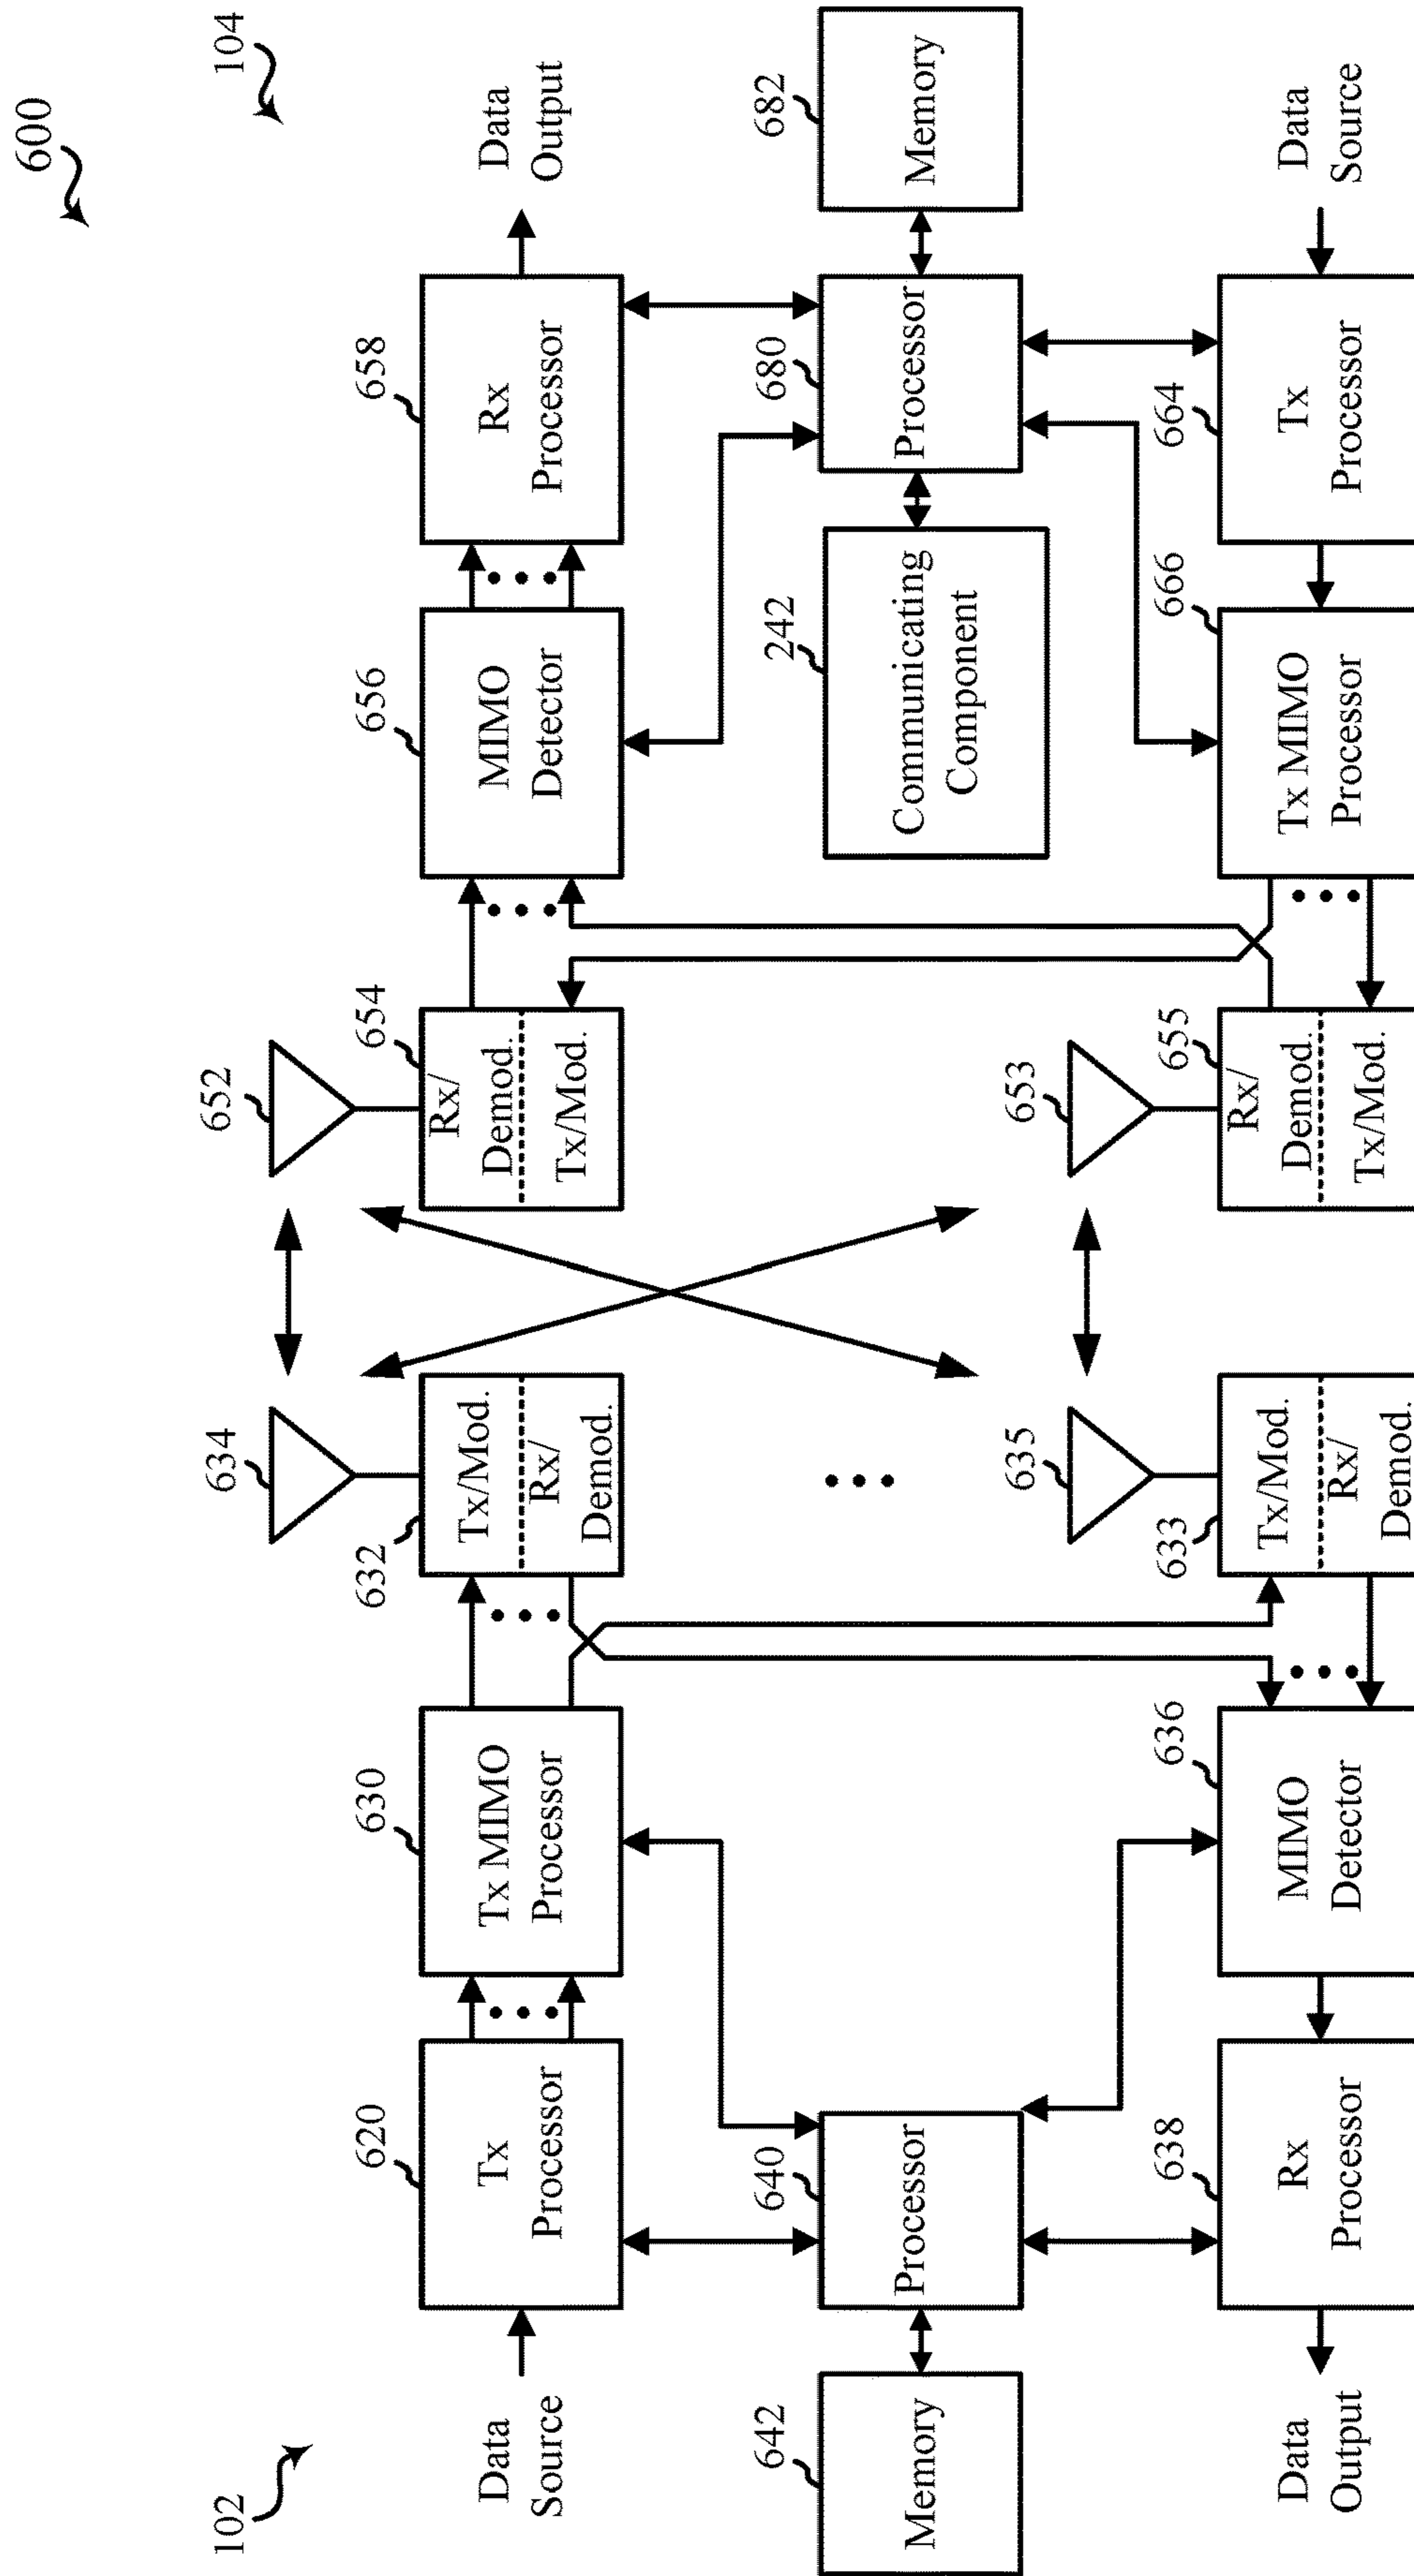 600
102
104
Data
Source
620
Tx
Processor
630
Tx MIMO
Processor
632
Tx/Mod.
Rx/
Demod.
634
652
654
Rx/
Demod.
Tx/Mod.
656
MIMO
Detector
658
Rx
Processor
Data
Output
642
Memory
640
Processor
242
Communicating
Component
680
Processor
682
Memory
Data
Output
638
Rx
Processor
636
MIMO
Detector
633
Tx/Mod.
Rx/
Demod.
635
653
655
Rx/
Demod.
Tx/Mod.
666
Tx MIMO
Processor
664
Tx
Processor
Data
Source